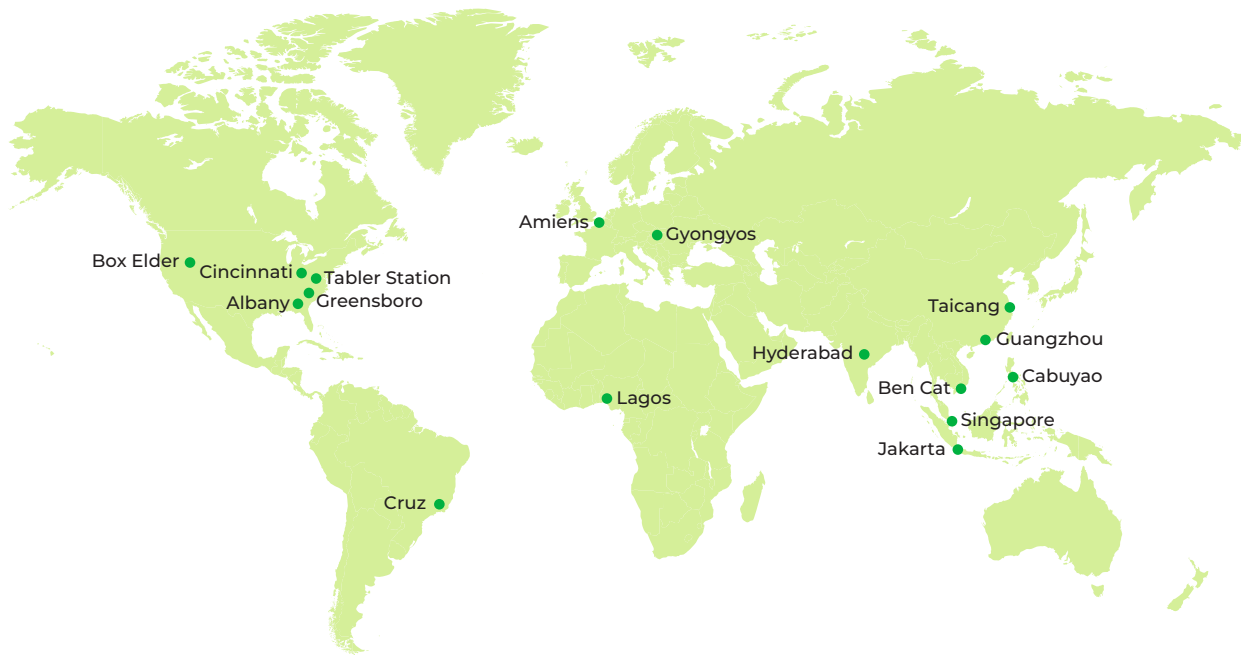 Amiens
Gyongyos
Box Elder
Cincinnati
Tabler Station
Albany
Greensboro
Taicang
Guangzhou
Hyderabad
Cabuyao
Ben Cat
Lagos
Singapore
Jakarta
Cruz